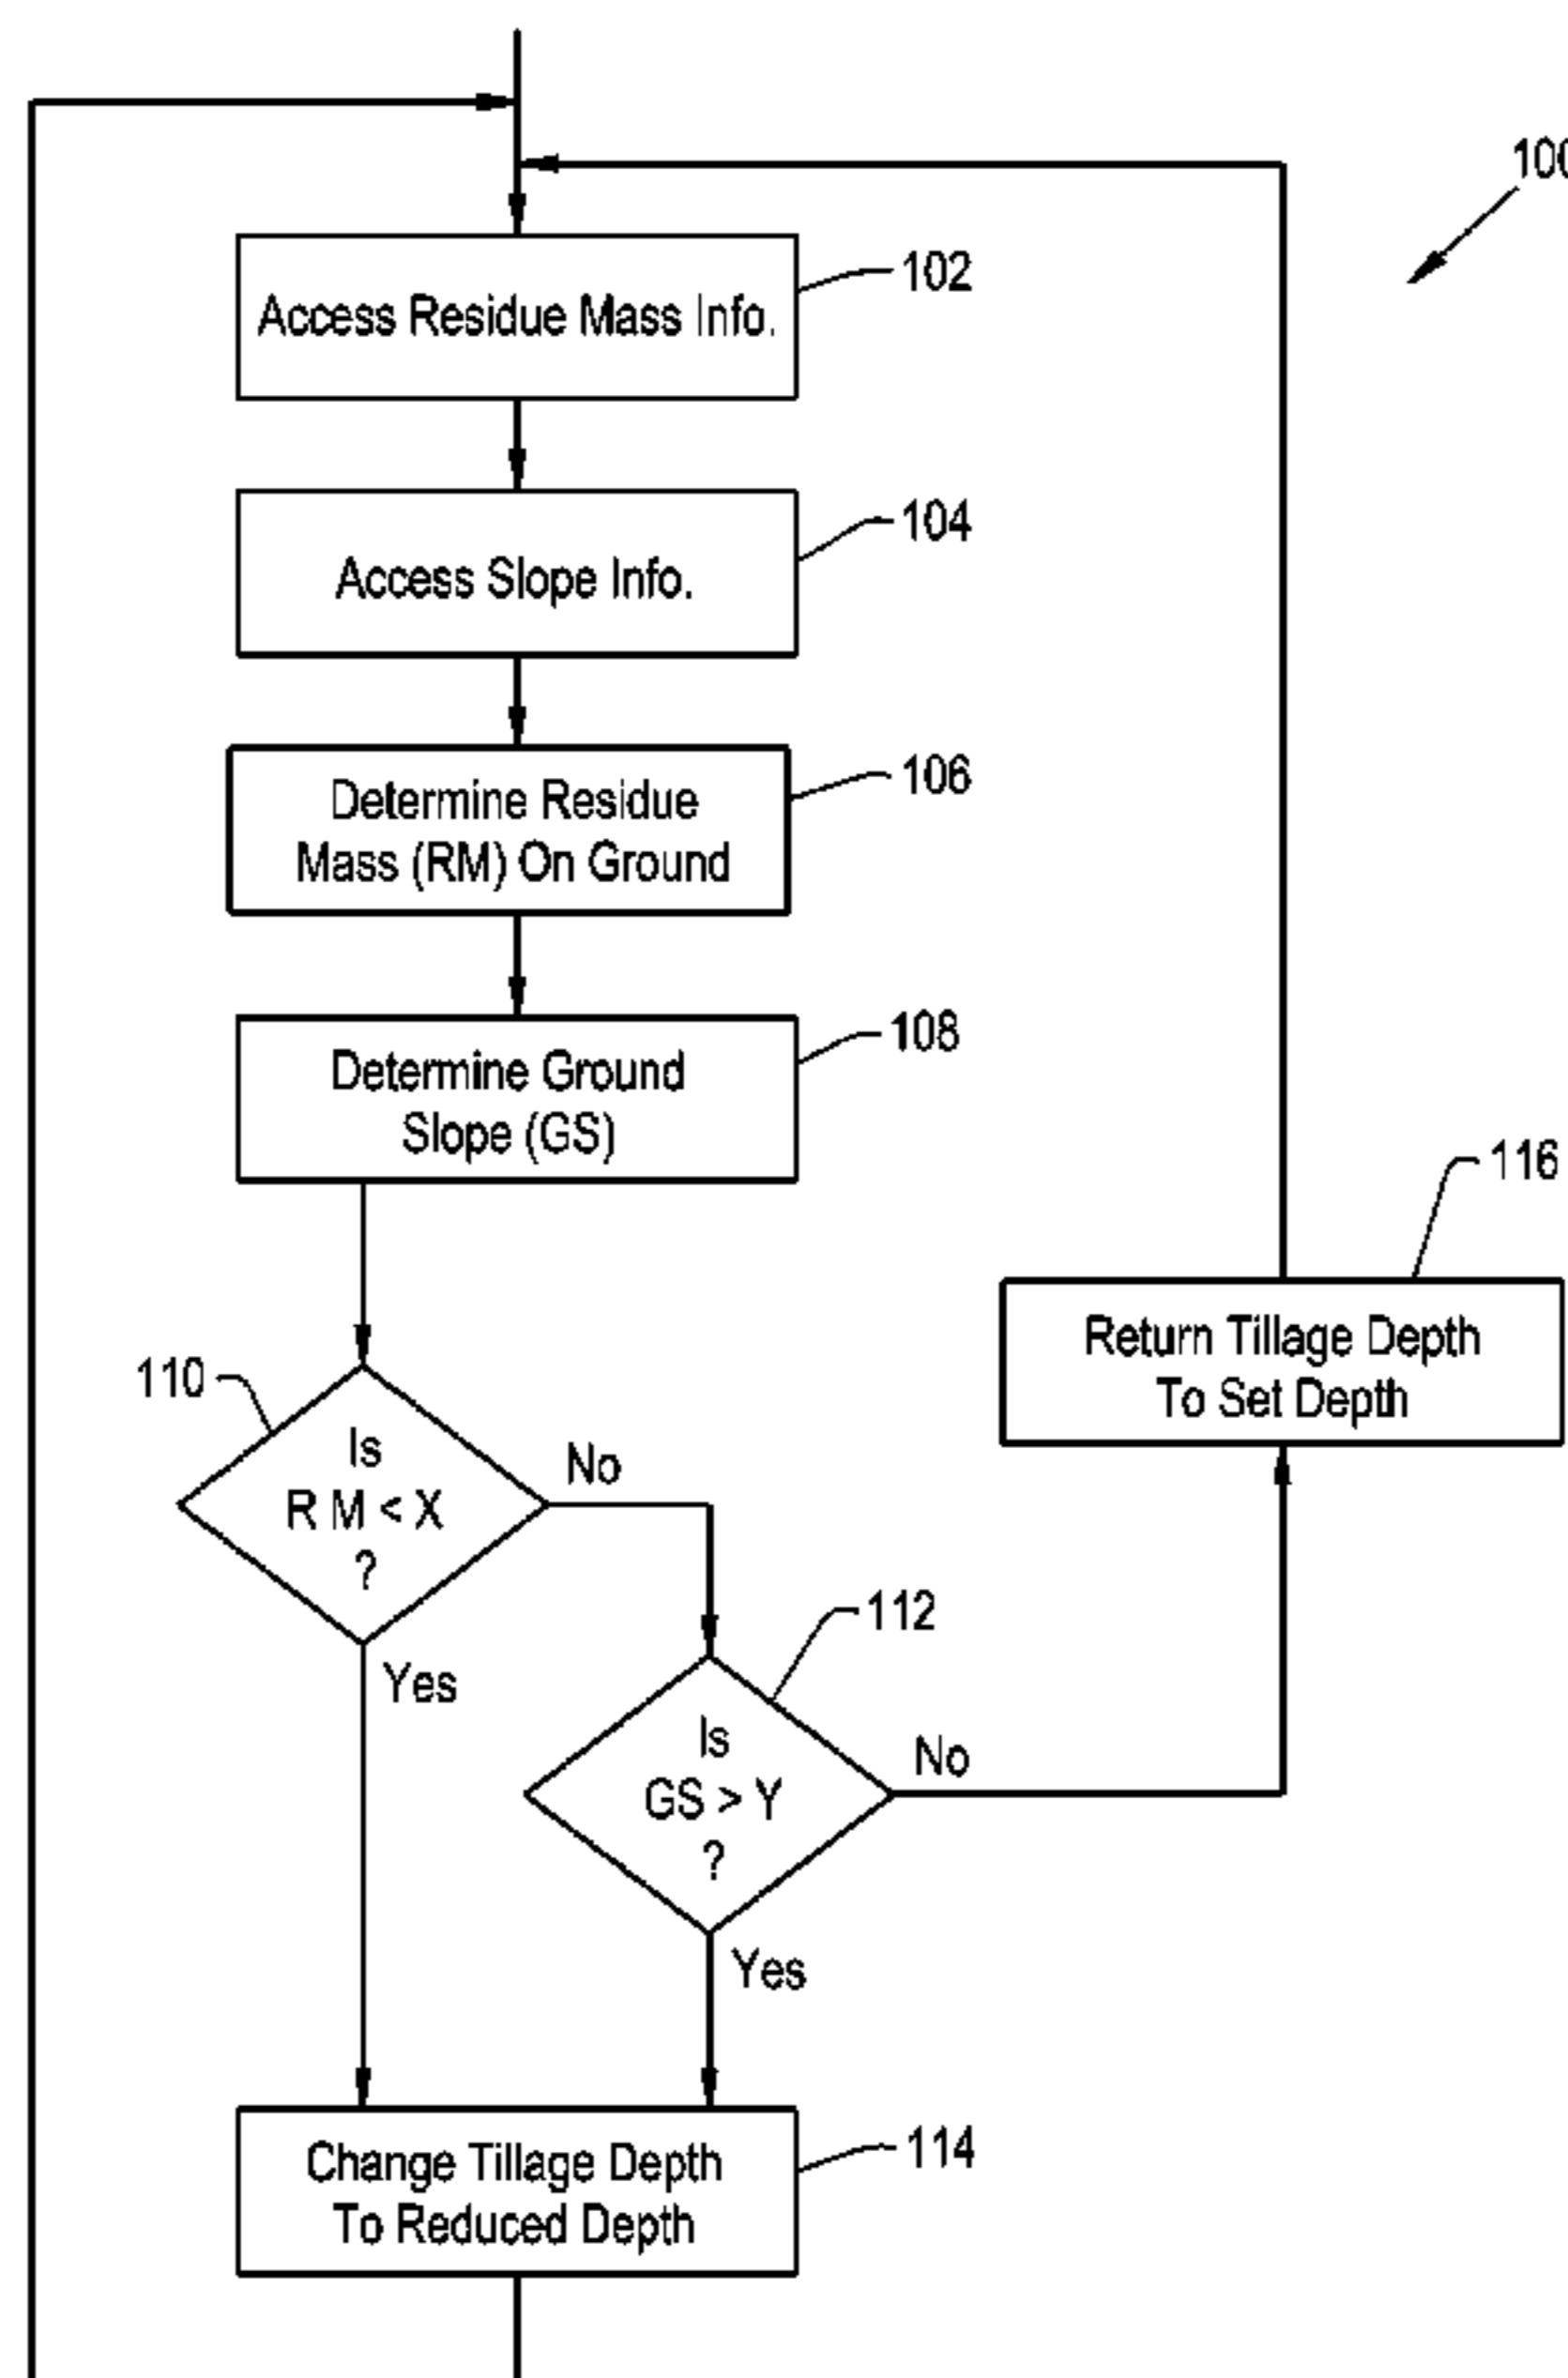 100
102
Access Residue Mass Info.
104
Access Slope Info.
106
Determine Residue
Mass (RM) On Ground
108
Determine Ground
Slope (GS)
116
Return Tillage Depth
To Set Depth
110
Is
R M < X
?
No
Yes
112
Is
GS > Y
?
No
Yes
114
Change Tillage Depth
To Reduced Depth